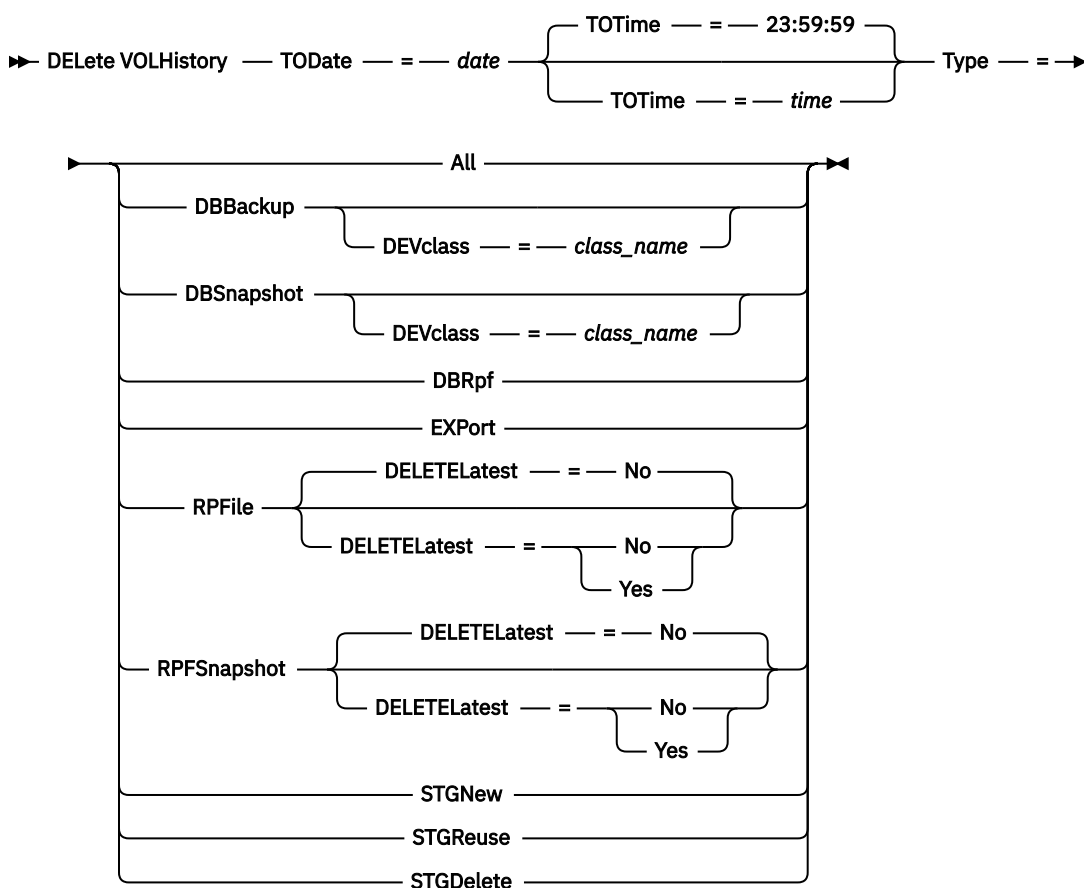 TOTime = 23:59:59
DELete VOLHistory TODate = date Type =
TOTime = time
All
DBBackup
DEVclass = class_name
DBSnapshot
DEVclass = class_name
DBRpf
EXPort
DELETELatest = No
RPFile
DELETELatest = No
Yes
DELETELatest = No
RPFSnapshot
DELETELatest = No
Yes
STGNew
STGReuse
STGDelete